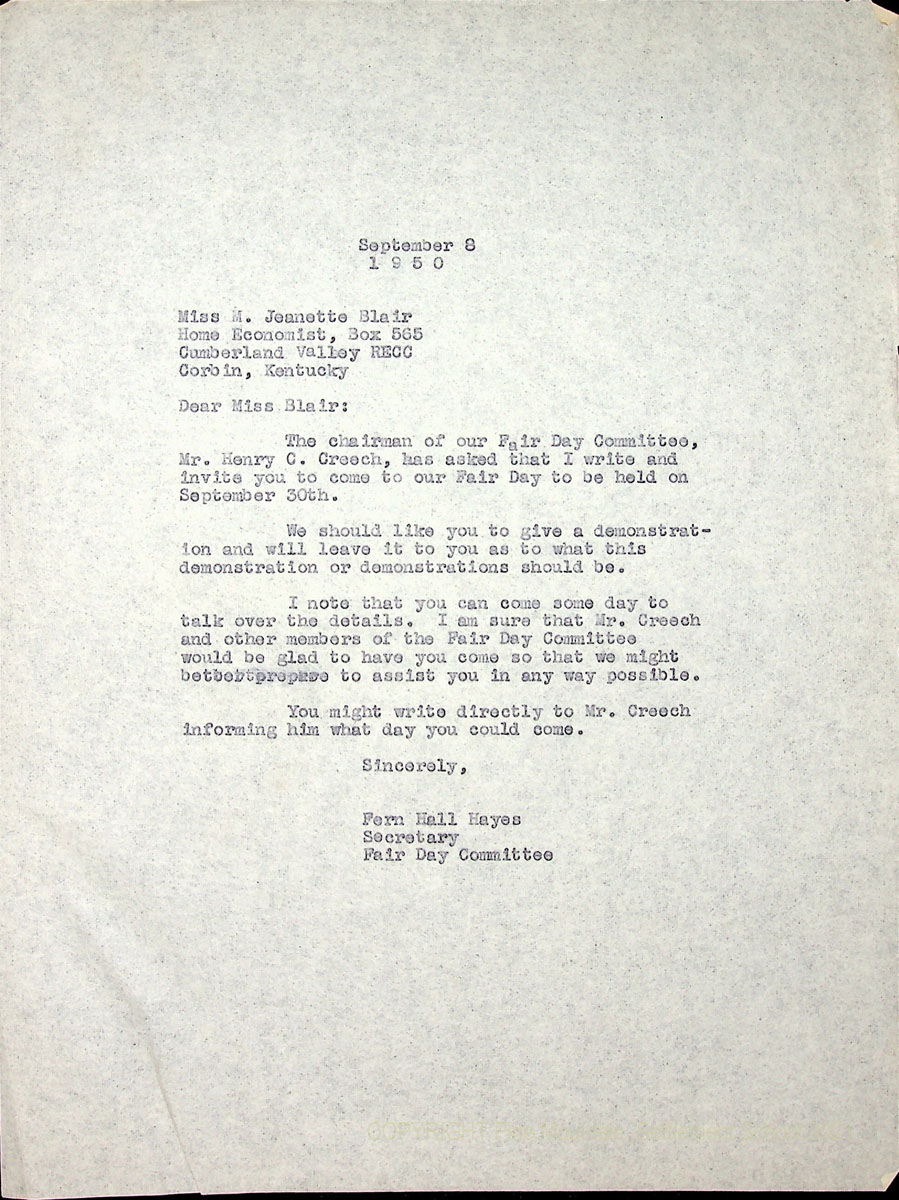 September 8
1 9 5 0
Miss M. Jeanette Blair
Home Economist, Box 565
Cumberland Valley RECC
Corbin, Kentucky
Dear Miss Blair:
The chairman of our Fair Day Committee,
Mr. Henry C. Creech, has asked that I write and
invite you to come to our Fair Day to be held on
September 30th.
We should like you to give a demonstrat-
ion and will leave it to you as to what this
demonstration or demonstrations should be.
I note that you can come some day to
talk over the details. I am sure that Mr. Creech
and other members of the Fair Day Committee
would be glad to have you come so that we might
to assist you in any way possible.
You might write directly to Mr. Creech
informing him what day you could come.
Sincerely,
Fern Hall Hayes
Secretary
Fair Day Committee
COPYRIGHT